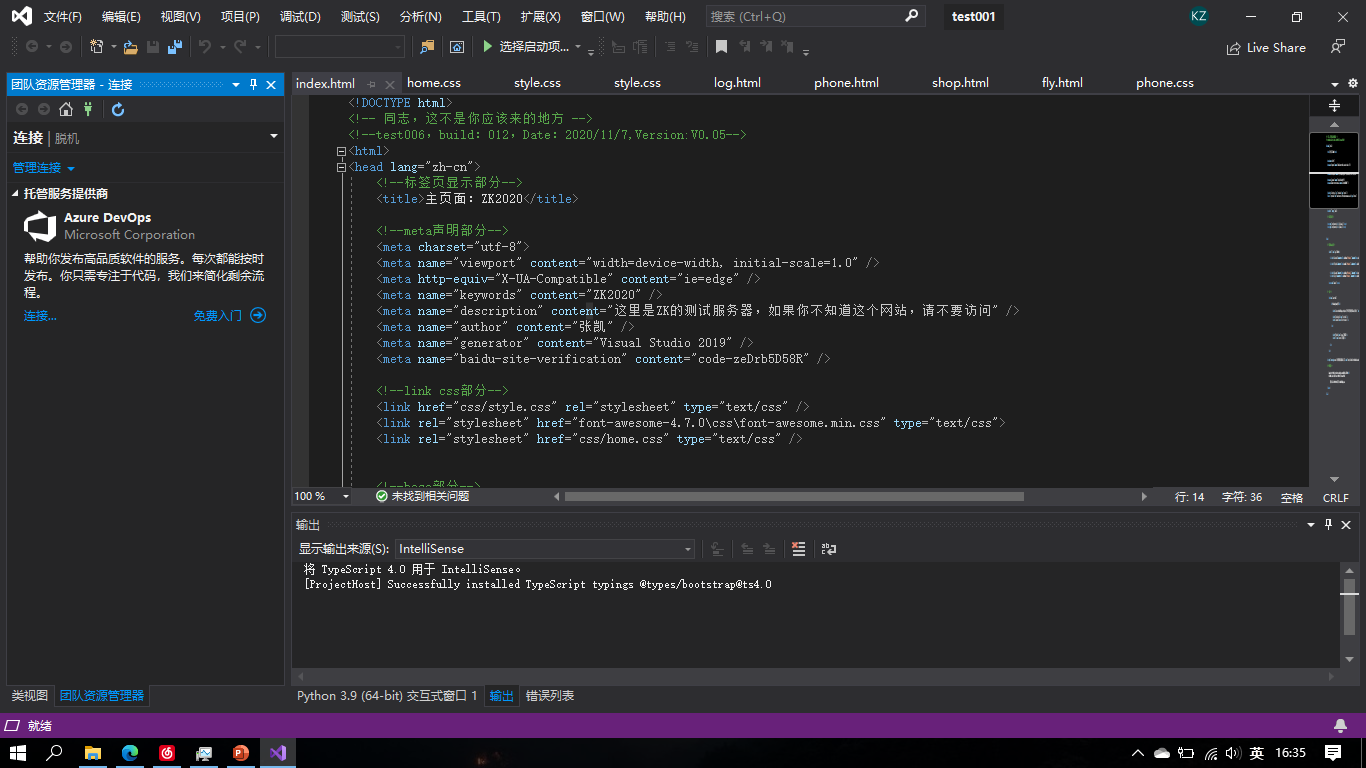 文件(F) 编辑(E) 视图(V) 项目(P) 调试(D) 测试(S) 分析(N) 工具(T) 扩展(X) 窗口(W) 帮助(H) 搜索 (Ctrl+Q) test001 KZ
选择启动项... Live Share
团队资源管理器 - 连接
连接 | 脱机
管理连接
托管服务提供商
Azure DevOps
Microsoft Corporation
帮助你发布高品质软件的服务。每次都能按时
发布。你只需专注于代码，我们来简化剩余流
程。
连接... 免费入门
类视图 团队资源管理器
index.html home.css style.css style.css log.html phone.html shop.html fly.html phone.css
<!DOCTYPE html>
<!-- 同志，这不是你应该来的地方 -->
<!--test006，build：012，Date：2020/11/7,Version:V0.05-->
<html>
<head lang="zh-cn">
<!--标签页显示部分-->
<title>主页面：ZK2020</title>
<!--meta声明部分-->
<meta charset="utf-8">
<meta name="viewport" content="width=device-width, initial-scale=1.0" />
<meta http-equiv="X-UA-Compatible" content="ie=edge" />
<meta name="keywords" content="ZK2020" />
<meta name="description" content="这里是ZK的测试服务器，如果你不知道这个网站，请不要访问" />
<meta name="author" content="张凯" />
<meta name="generator" content="Visual Studio 2019" />
<meta name="baidu-site-verification" content="code-zeDrb5D58R" />
<!--link css部分-->
<link href="css/style.css" rel="stylesheet" type="text/css" />
<link rel="stylesheet" href="font-awesome-4.7.0\css\font-awesome.min.css" type="text/css">
<link rel="stylesheet" href="css/home.css" type="text/css" />
<!--base部分-->
100 % 未找到相关问题 行: 14 字符: 36 空格 CRLF
输出
显示输出来源(S): IntelliSense
将 TypeScript 4.0 用于 IntelliSense。
[ProjectHost] Successfully installed TypeScript typings @types/bootstrap@ts4.0
Python 3.9 (64-bit) 交互式窗口 1 输出 错误列表
就绪
英 16:35